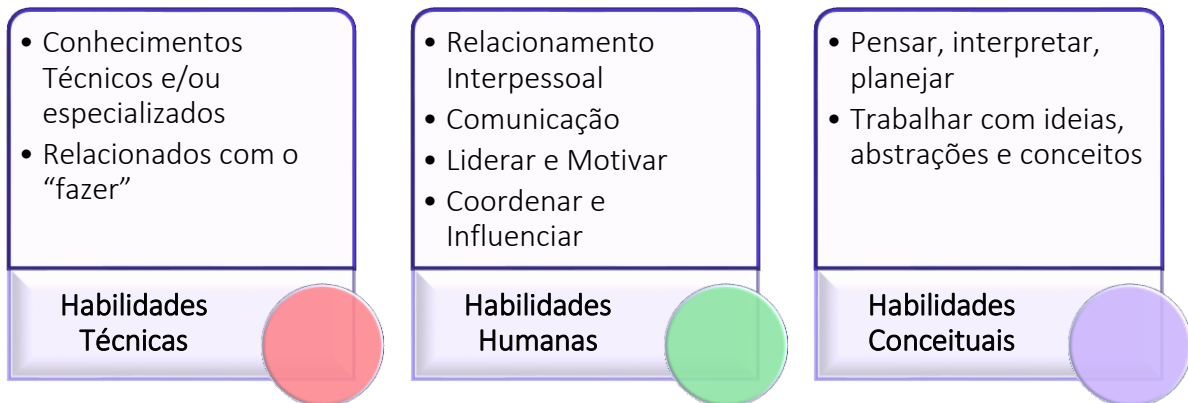 • Conhecimentos
Técnicos e/ou
especializados
• Relacionados com o
“fazer”
Habilidades
Técnicas
• Relacionamento
Interpessoal
• Comunicação
• Liderar e Motivar
• Coordenar e
Influenciar
Habilidades
Humanas
• Pensar, interpretar,
planejar
• Trabalhar com ideias,
abstrações e conceitos
Habilidades
Conceituais